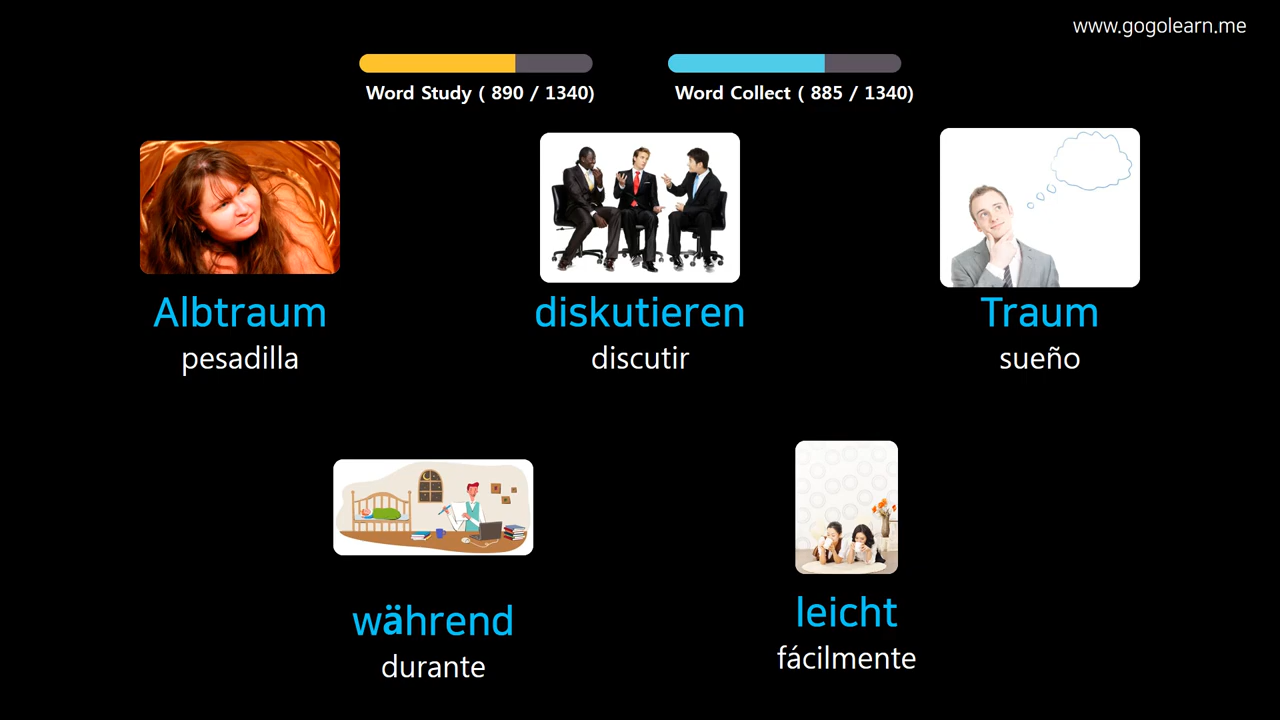 www.gogolearn.me
Word Study ( 890 / 1340)
Word Collect ( 885 / 1340)
Albtraum
pesadilla
diskutieren
discutir
Traum
sueño
während
durante
leicht
fácilmente